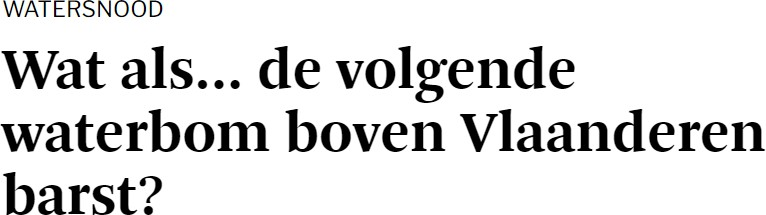 WATERSNOOD
Wat als... de volgende
waterbom boven Vlaanderen
barst?